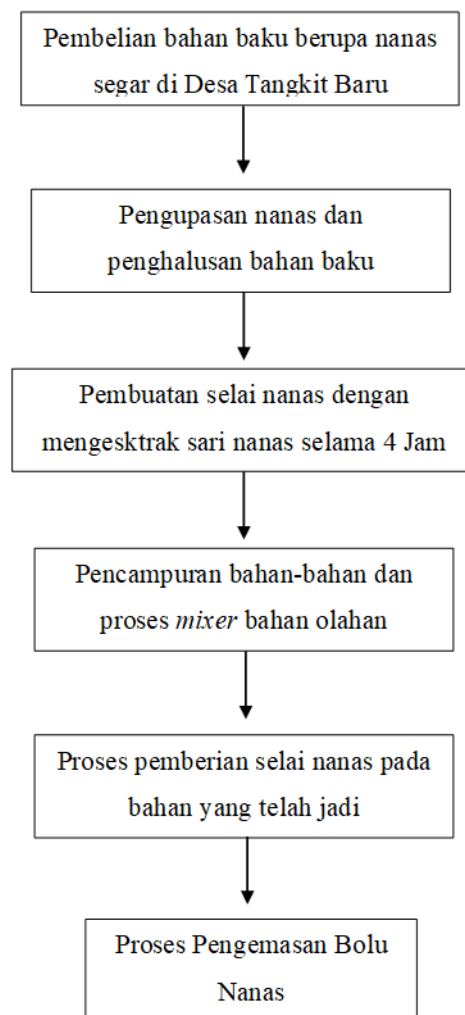 Pembelian bahan baku berupa nanas
segar di Desa Tangkit Baru
Pengupasan nanas dan
penghalusan bahan baku
Pembuatan selai nanas dengan
mengesktrak sari nanas selama 4 Jam
Pencampuran bahan-bahan dan
proses mixer bahan olahan
Proses pemberian selai nanas pada
bahan yang telah jadi
Proses Pengemasan Bolu
Nanas